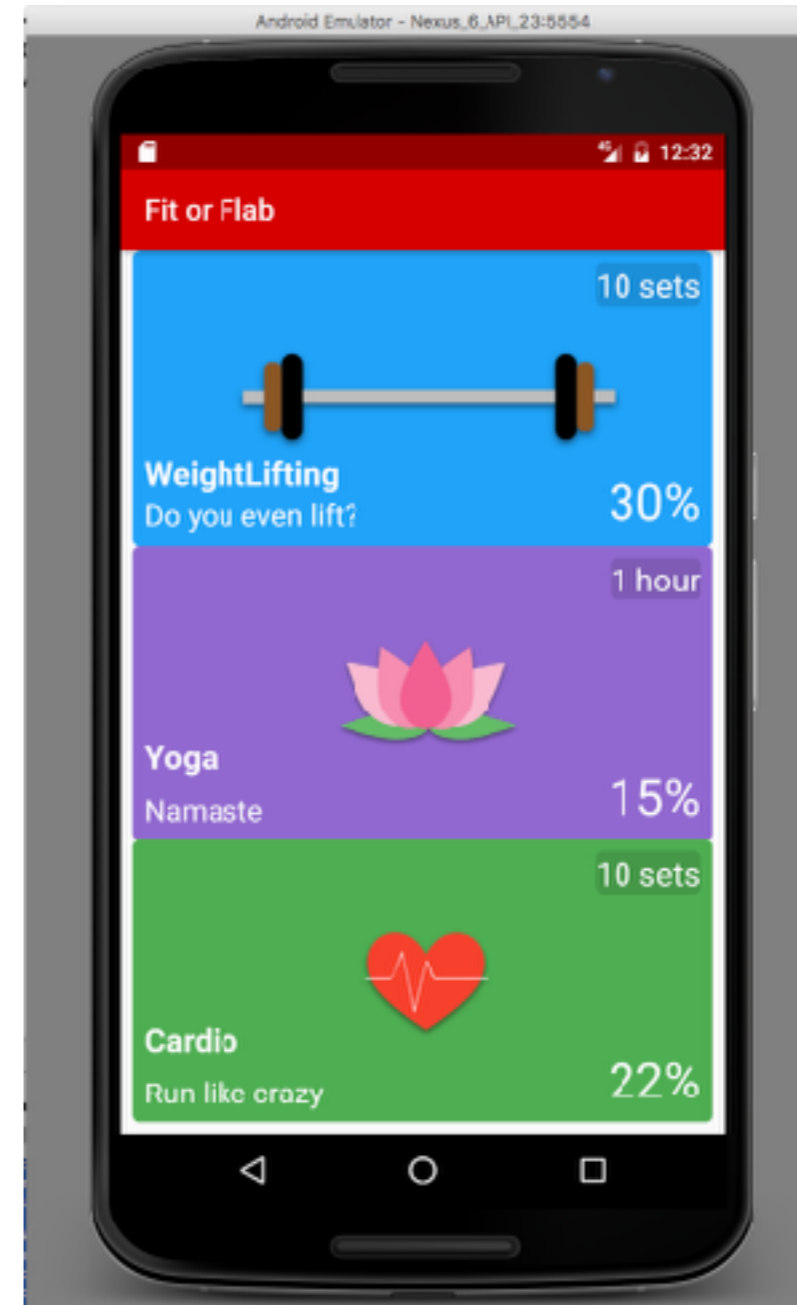 Android Emulator - Nexus_6_API_23:5554
4G 12:32
Fit or Flab
10 sets
WeightLifting
Do you even lift?
30%
1 hour
Yoga
Namaste
15%
10 sets
Cardio
Run like crazy
22%